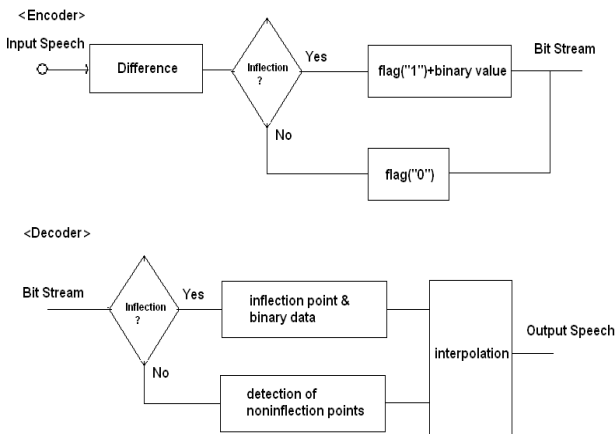 <Encoder>
Input Speech
Difference
Inflection
?
Yes
flag("1")+binary value
Bit Stream
No
flag("0")
<Decoder>
Bit Stream
Inflection
?
Yes
inflection point &
binary data
interpolation
Output Speech
No
detection of
noninflection points